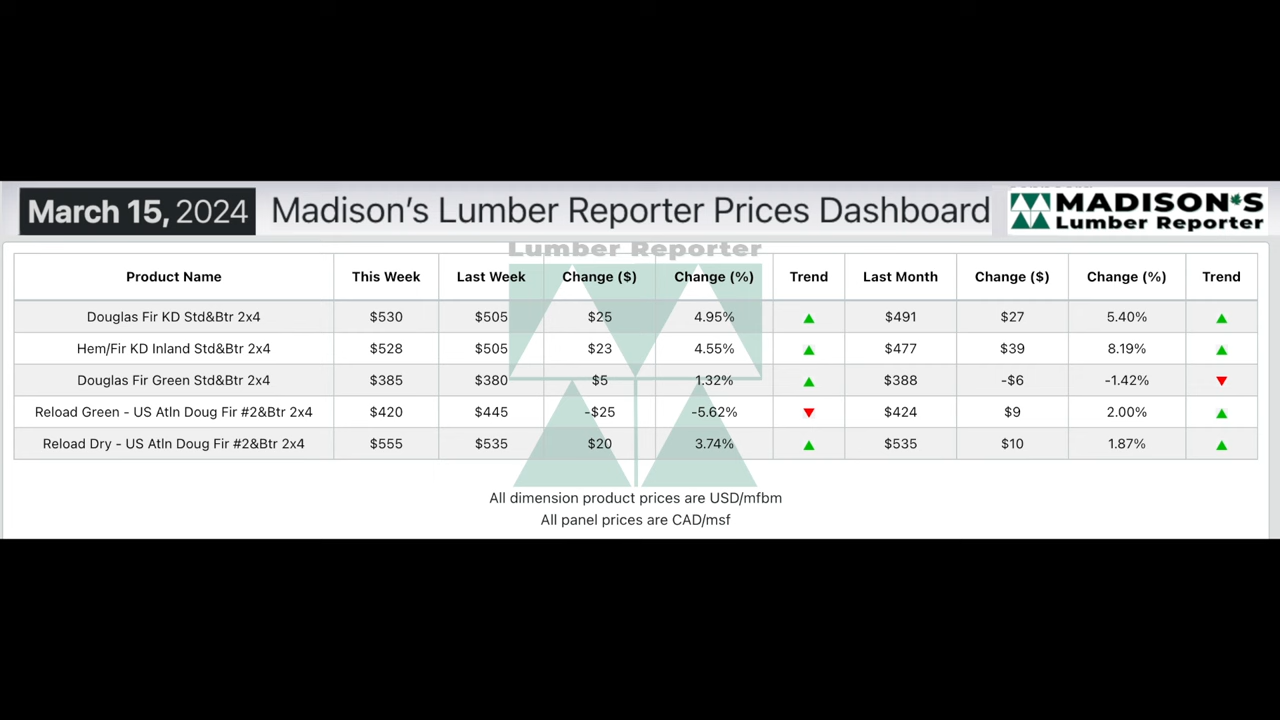 March 15, 2024 Madison's Lumber Reporter Prices Dashboard MADISON'S
Lumber Reporter
Lumber Reporter
Product Name This Week Last Week Change ($) Change (%) Trend Last Month Change ($) Change (%) Trend
Douglas Fir KD Std&Btr 2x4 $530 $505 $25 4.95% $491 $27 5.40%
Hem/Fir KD Inland Std&Btr 2x4 $528 $505 $23 4.55% $477 $39 8.19%
Douglas Fir Green Std&Btr 2x4 $385 $380 $5 1.32% $388 -$6 -1.42%
Reload Green - US Atln Doug Fir #2&Btr 2x4 $420 $445 -$25 -5.62% $424 $9 2.00%
Reload Dry - US Atln Doug Fir #2&Btr 2x4 $555 $535 $20 3.74% $535 $10 1.87%
All dimension product prices are USD/mfbm
All panel prices are CAD/msf